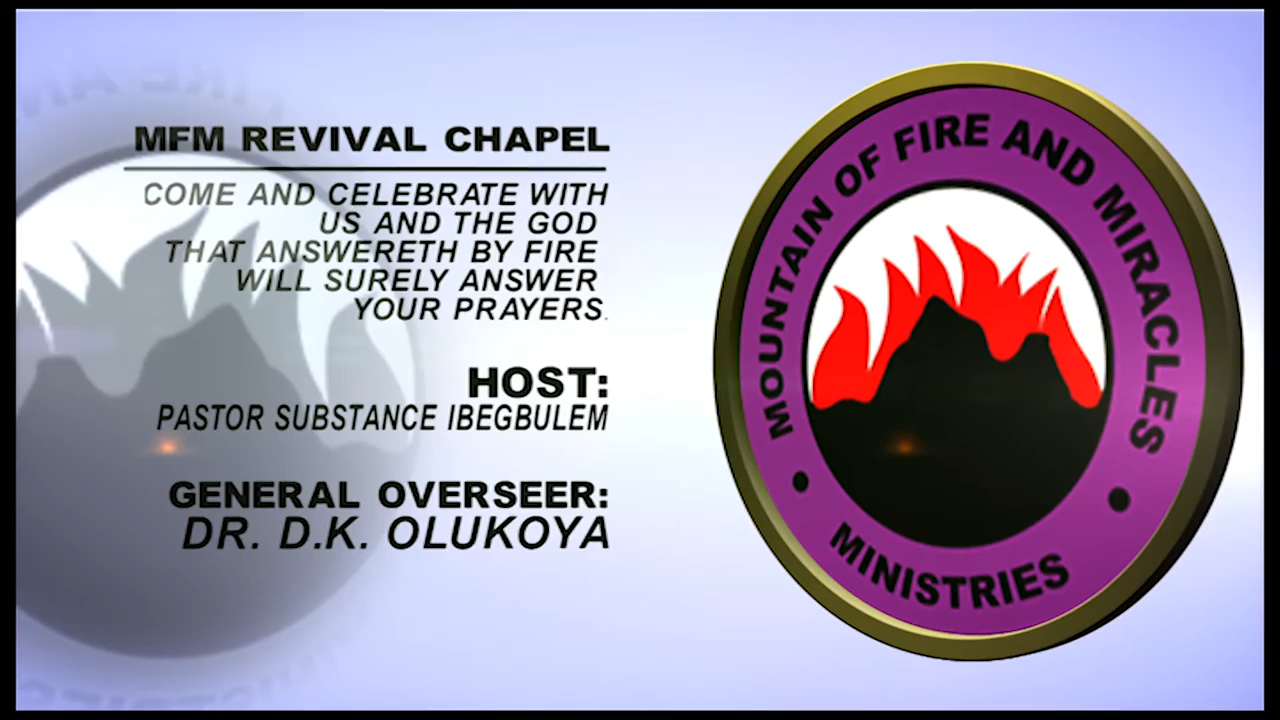 MFM REVIVAL CHAPEL
COME AND CELEBRATE WITH
US AND THE GOD
THAT ANSWERETH BY FIRE
WILL SURELY ANSWER
YOUR PRAYERS.
HOST:
PASTOR SUBSTANCE IBEGBULEM
GENERAL OVERSEER:
DR. D.K. OLUKOYA
MOUNTAIN OF FIRE AND MIRACLES
MINISTRIES